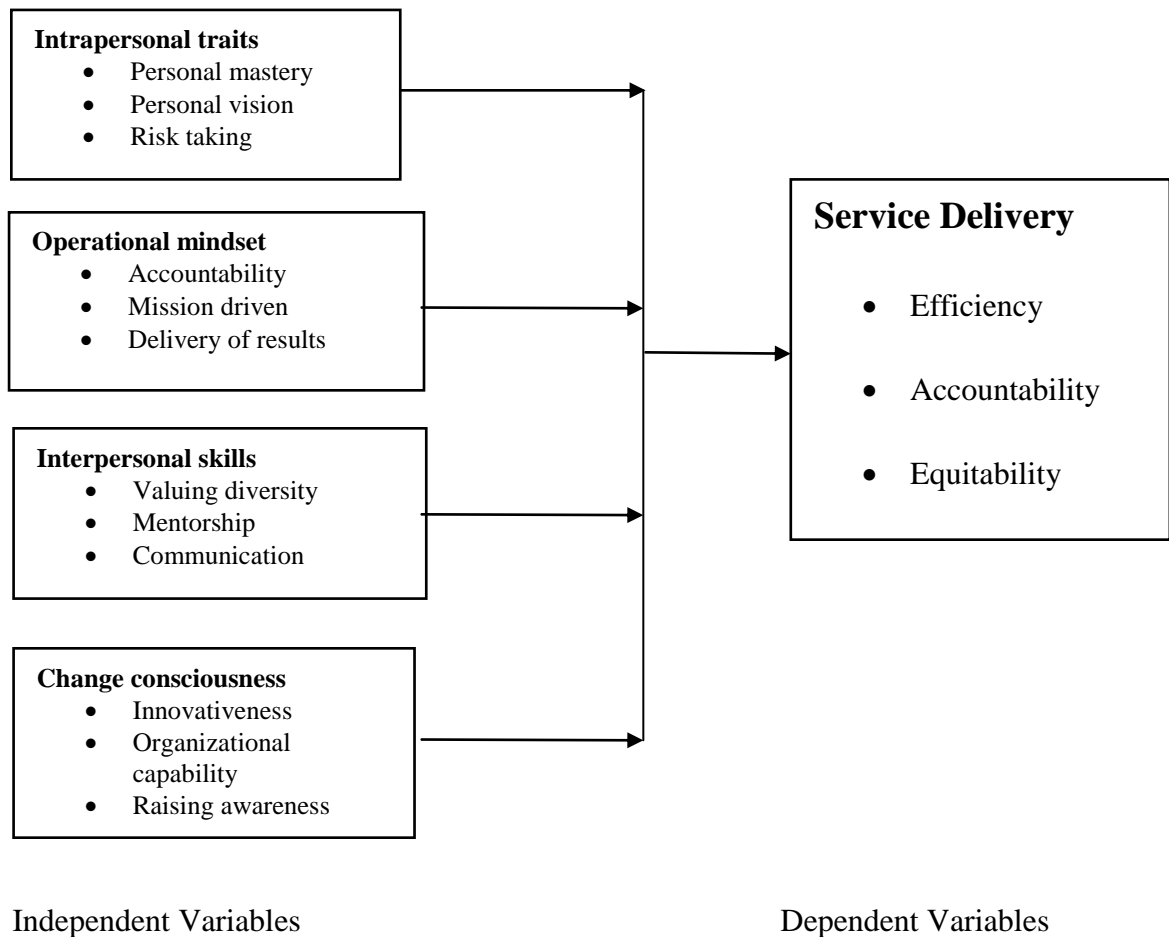 Intrapersonal traits
• Personal mastery
• Personal vision
• Risk taking
Operational mindset
• Accountability
• Mission driven
• Delivery of results
Interpersonal skills
• Valuing diversity
• Mentorship
• Communication
Change consciousness
• Innovativeness
• Organizational
capability
• Raising awareness
Service Delivery
• Efficiency
• Accountability
• Equitability
Independent Variables
Dependent Variables